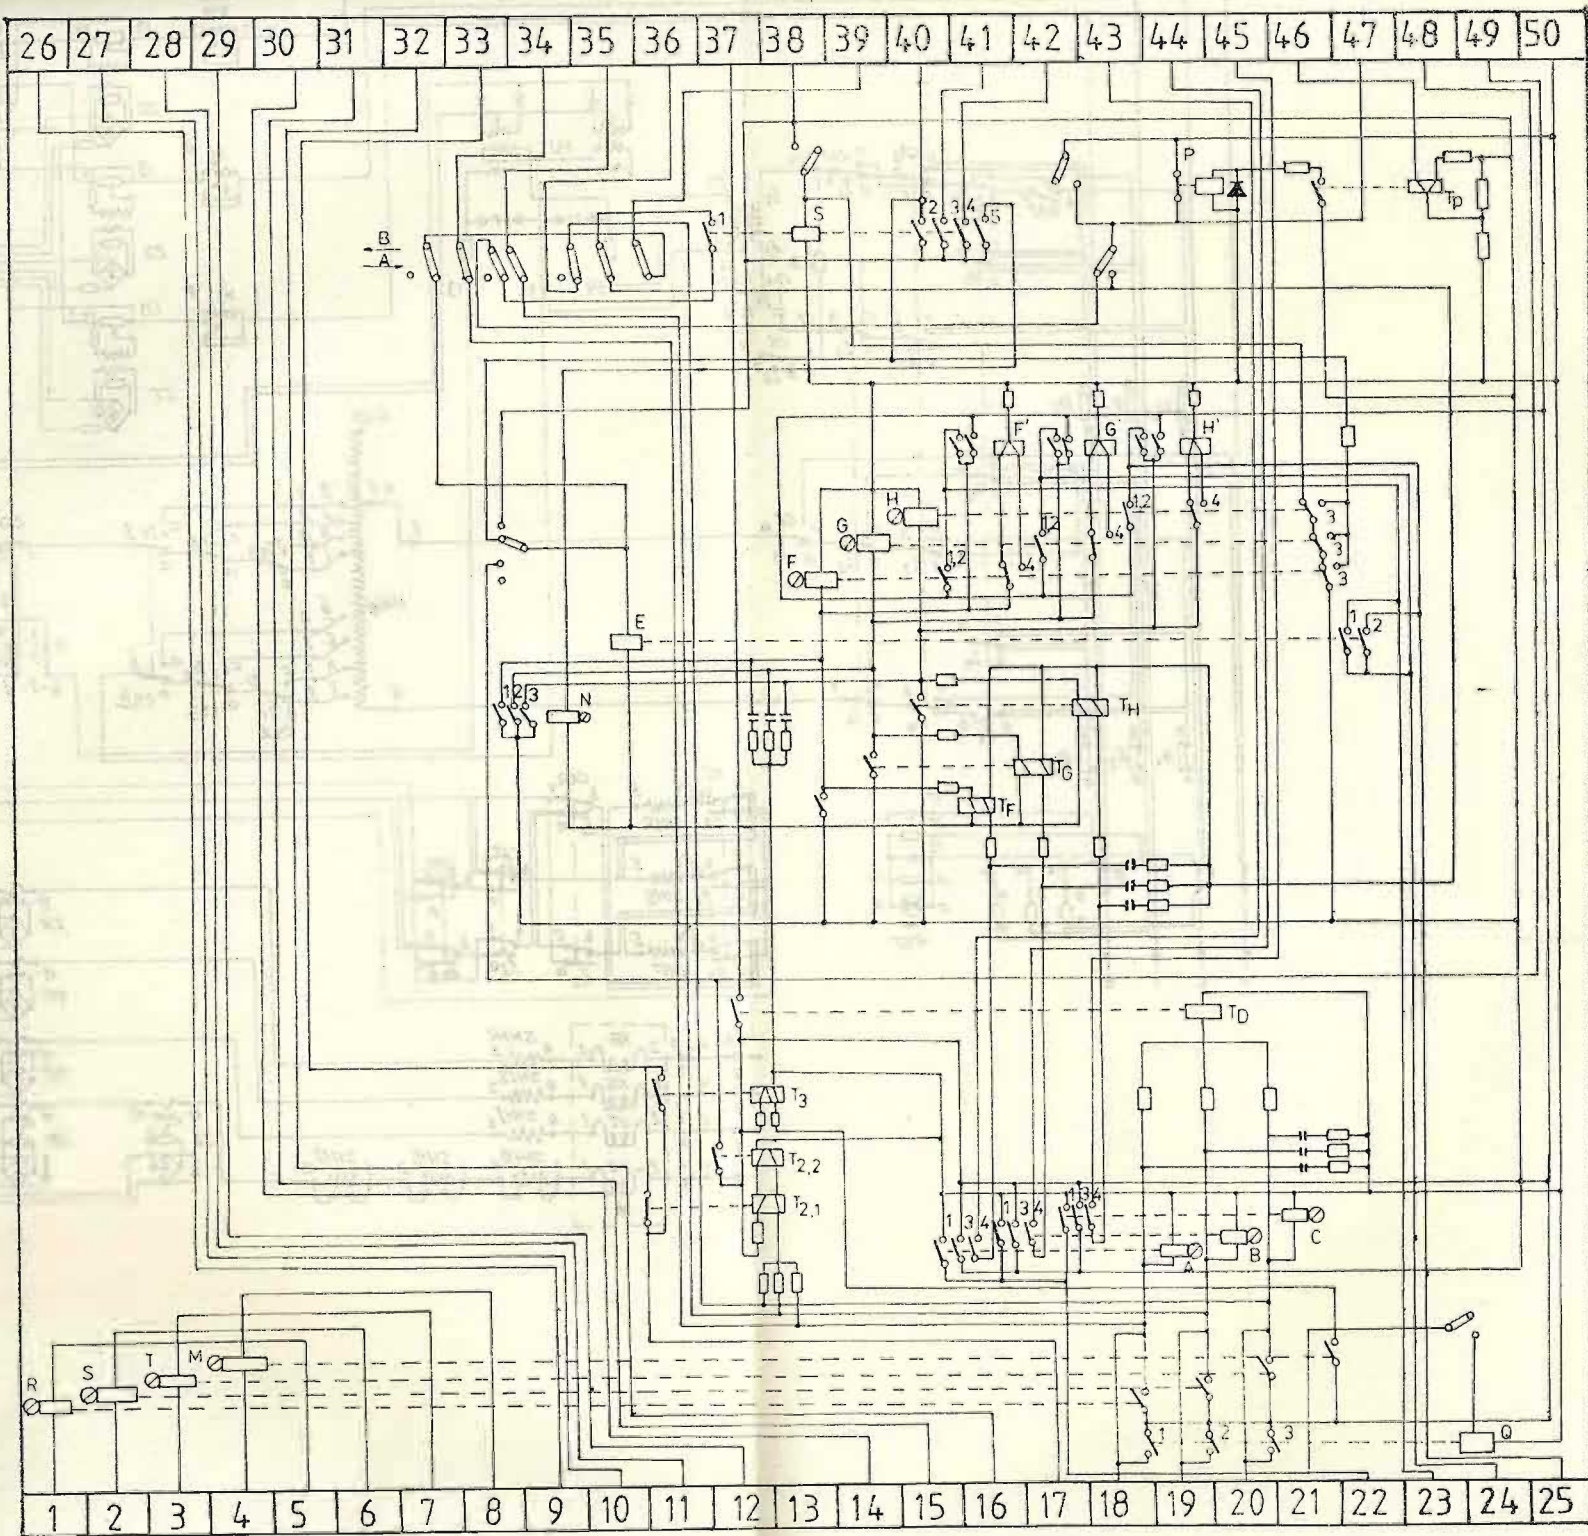 26 27 28 29 30 31 32 33 34 35 36 37 38 39 40 41 42 43 44 45 46 47 48 49 50
P
Tp
1 S 2 3 4 5
B
A
F' G' H'
H 1,2 4
G 1,2 4 3
F 1,2 4 3
3
E 1 2
1 2 3 N TH
TG
TF
TD
T3
T2,2
T2,1
1 3 4 1 3 4 1 3 4
A B C
R S T M
1 2 3 Q
1 2 3 4 5 6 7 8 9 10 11 12 13 14 15 16 17 18 19 20 21 22 23 24 25